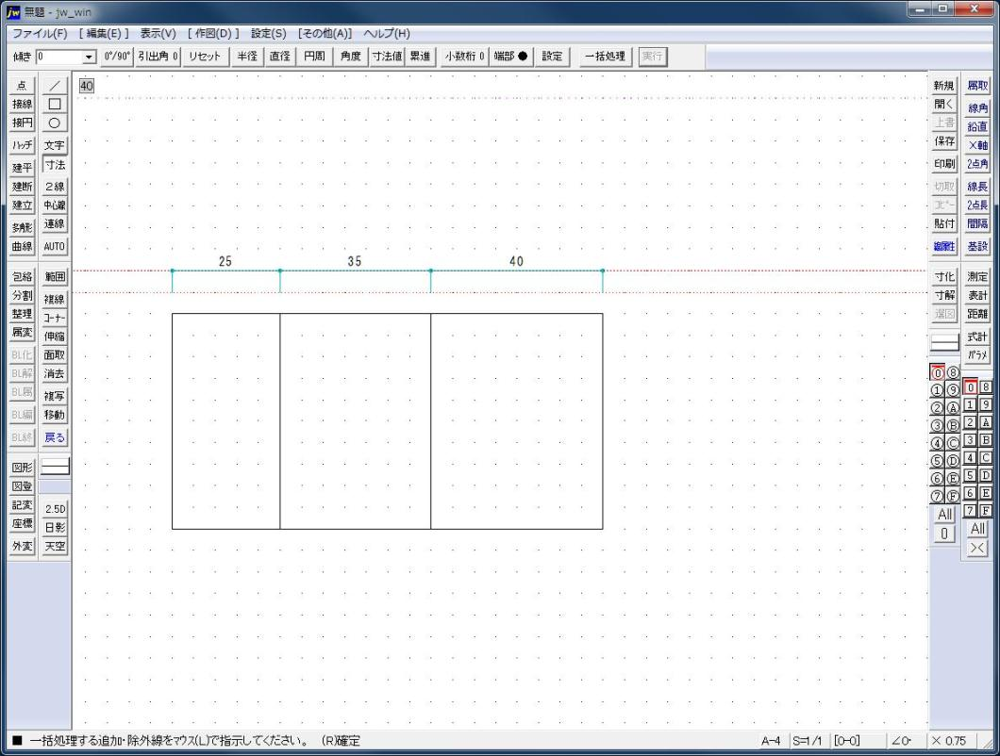 無題 - jw_win
ファイル(F) [ 編集(E) ] 表示(V) [ 作図(D) ] 設定(S) [その他(A)] ヘルプ(H)
傾き 0 0°/90° 引出角 0 リセット 半径 直径 円周 角度 寸法値 累進 小数桁 0 端部 ● 設定 一括処理 実行
40
点 /
接線 □
接円 ○
ハッチ 文字
建平 寸法
建断 2線
建立 中心線
多角形 連線
曲線 AUTO
包絡 範囲
分割 複線
整理 コーナー
属変 伸縮
BL化 面取
BL解 消去
BL属 複写
BL編 移動
BL終 戻る
図形
図登
記変 2.5D
座標 日影
外変 天空
25 35 40
新規 属取
開く 線角
上書 鉛直
保存 X軸
印刷 2点角
切取 線長
コピー 2点長
貼付 間隔
線属性 基設
寸化 測定
寸解 表計
選図 距離
式計
パラメ
0 8
1 9
2 A
3 B
4 C
5 D
6 E
7 F
All
0
0 8
1 9
2 A
3 B
4 C
5 D
6 E
7 F
All
×
■ 一括処理する追加・除外線をマウス(L)で指示してください。 (R)確定
A-4 S=1/1 [0-0] ∠0 × 0.75